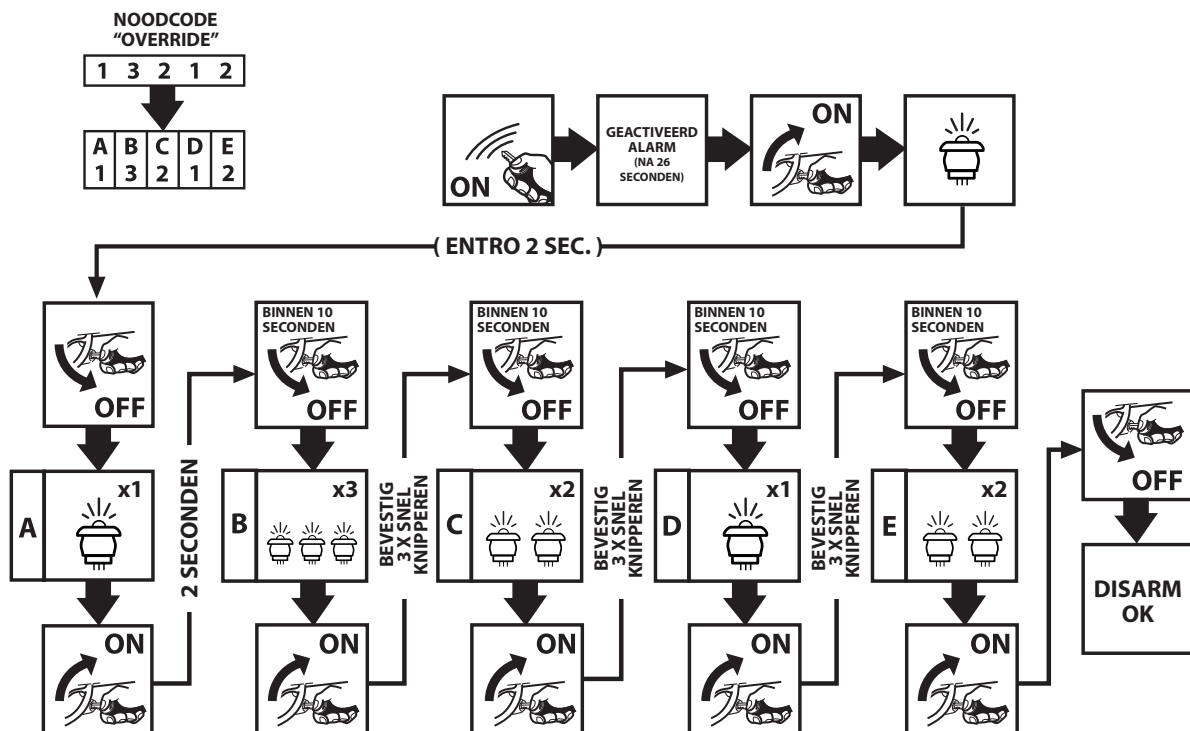 NOODCODE
“OVERRIDE”
1 3 2 1 2
A B C D E
1 3 2 1 2
ON
GEACTIVEERD
ALARM
(NA 26
SECONDEN)
ON
( ENTRO 2 SEC. )
OFF
BINNEN 10
SECONDEN
OFF
BINNEN 10
SECONDEN
OFF
BINNEN 10
SECONDEN
OFF
BINNEN 10
SECONDEN
OFF
OFF
A
x1
2 SECONDEN
B
x3
BEVESTIG
3 X SNEL
KNIPPEREN
C
x2
BEVESTIG
3 X SNEL
KNIPPEREN
D
x1
BEVESTIG
3 X SNEL
KNIPPEREN
E
x2
DISARM
OK
ON
ON
ON
ON
ON